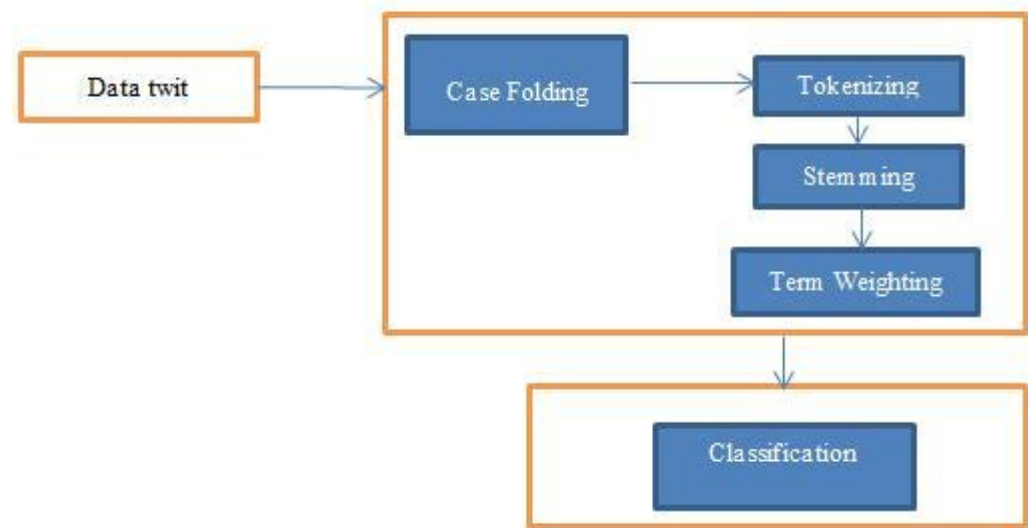 Data twit
Case Folding
Tokenizing
Stemming
Term Weighting
Classification